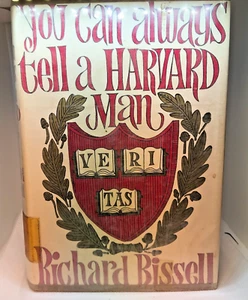 you can always
tell a HARVARD
Man
VE RI
TAS
Richard Bissell